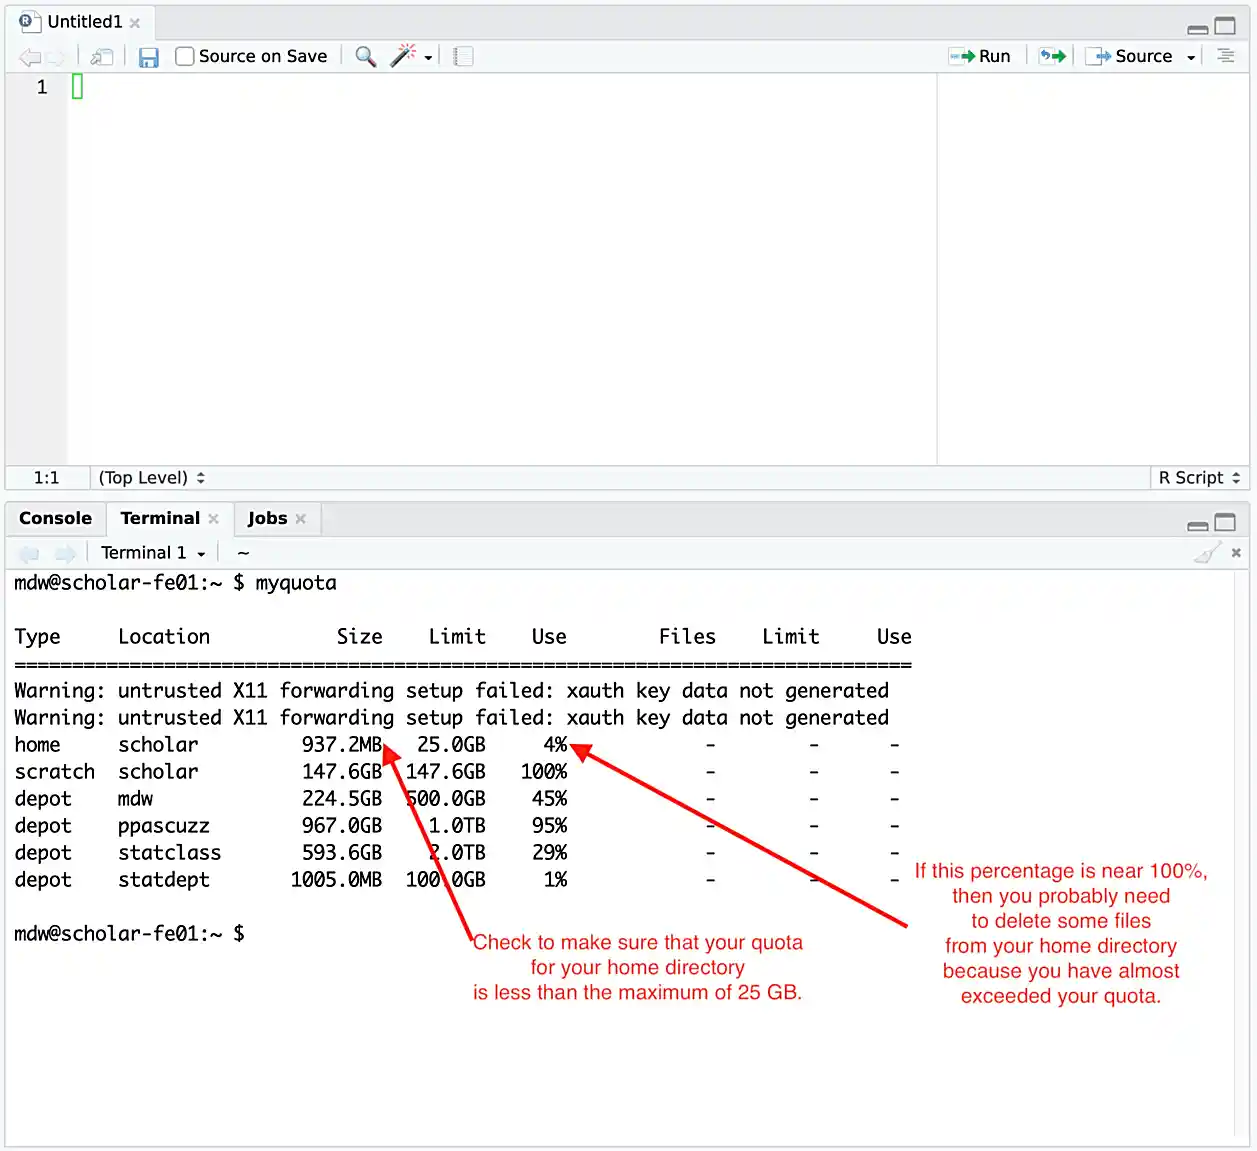 Untitled1
Source on Save
Run
Source
1
1:1
(Top Level)
R Script
Console
Terminal
Jobs
Terminal 1
~
mdw@scholar-fe01:~ $ myquota
Type Location Size Limit Use Files Limit Use
==============================================================================
Warning: untrusted X11 forwarding setup failed: xauth key data not generated
Warning: untrusted X11 forwarding setup failed: xauth key data not generated
home scholar 937.2MB 25.0GB 4% - - -
scratch scholar 147.6GB 147.6GB 100% - - -
depot mdw 224.5GB 500.0GB 45% - - -
depot ppascuzz 967.0GB 1.0TB 95% - - -
depot statclass 593.6GB 2.0TB 29% - - -
depot statdept 1005.0MB 100.0GB 1% - - -
mdw@scholar-fe01:~ $
Check to make sure that your quota
for your home directory
is less than the maximum of 25 GB.
If this percentage is near 100%,
then you probably need
to delete some files
from your home directory
because you have almost
exceeded your quota.